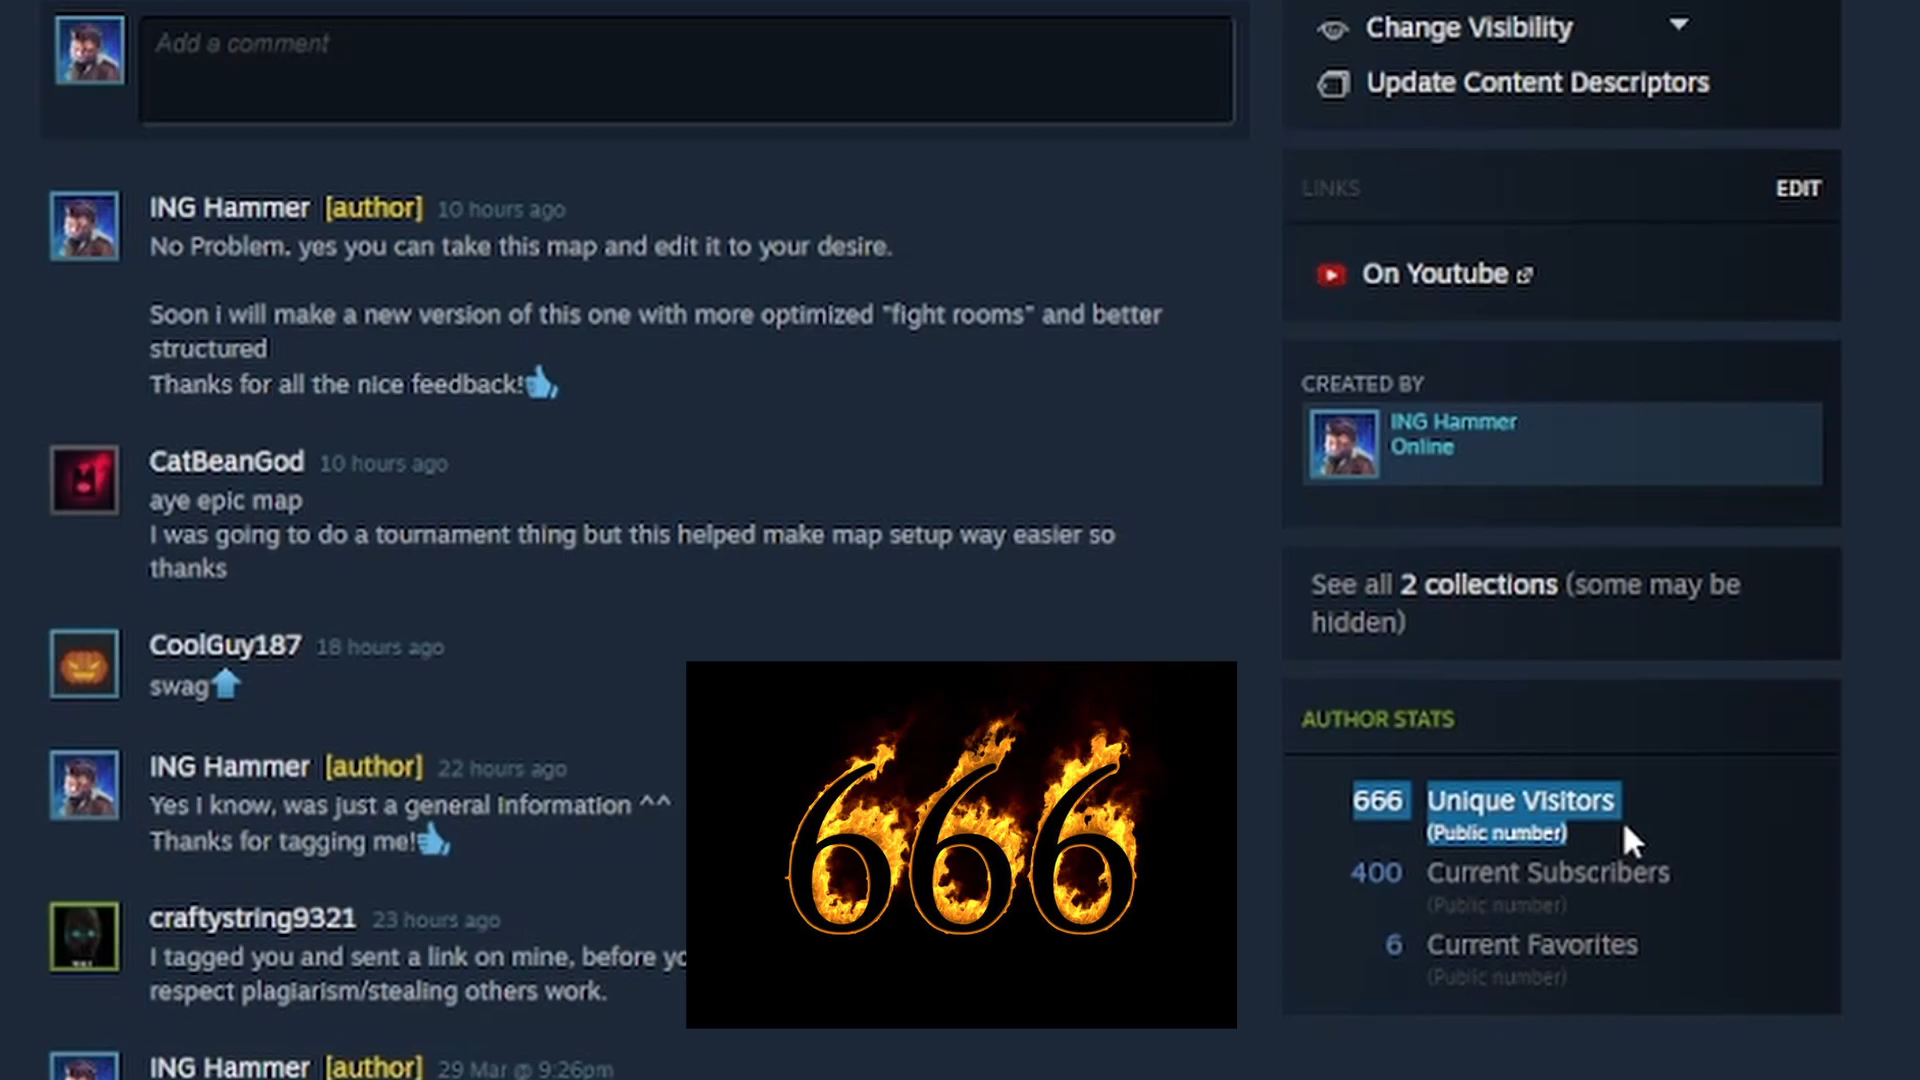 Add a comment
ING Hammer [author] 10 hours ago
No Problem. yes you can take this map and edit it to your desire.
Soon i will make a new version of this one with more optimized "fight rooms" and better
structured
Thanks for all the nice feedback!
CatBeanGod 10 hours ago
aye epic map
I was going to do a tournament thing but this helped make map setup way easier so
thanks
CoolGuy187 18 hours ago
swag
ING Hammer [author] 22 hours ago
Yes I know, was just a general information ^^
Thanks for tagging me!
craftystring9321 23 hours ago
I tagged you and sent a link on mine, before yo
respect plagiarism/stealing others work.
ING Hammer [author] 29 Mar @ 9:26pm
666
Change Visibility
Update Content Descriptors
LINKS EDIT
On Youtube
CREATED BY
ING Hammer
Online
See all 2 collections (some may be
hidden)
AUTHOR STATS
666 Unique Visitors
(Public number)
400 Current Subscribers
(Public number)
6 Current Favorites
(Public number)